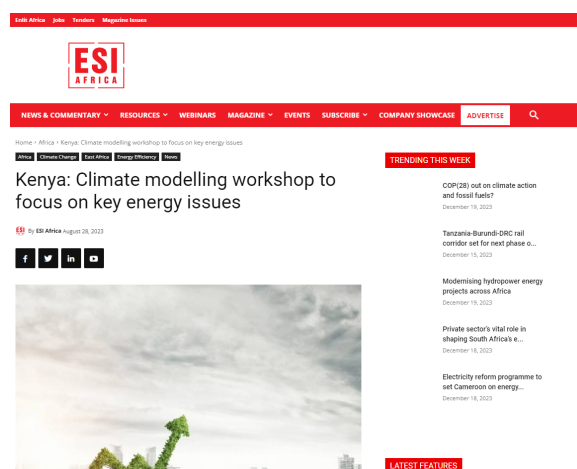 Enlit Africa Jobs Tenders Magazine Issues
ESI
AFRICA
NEWS & COMMENTARY RESOURCES WEBINARS MAGAZINE EVENTS SUBSCRIBE COMPANY SHOWCASE ADVERTISE
Home › Africa › Kenya: Climate modelling workshop to focus on key energy issues
Africa Climate Change East Africa Energy Efficiency News
Kenya: Climate modelling workshop to
focus on key energy issues
ESI By ESI Africa August 28, 2023
TRENDING THIS WEEK
COP(28) out on climate action
and fossil fuels?
December 19, 2023
Tanzania-Burundi-DRC rail
corridor set for next phase o...
December 19, 2023
Modernising hydropower energy
projects across Africa
December 19, 2023
Private sector's vital role in
shaping South Africa's e...
December 19, 2023
Electricity reform programme to
set Cameroon on energy...
December 18, 2023
LATEST FEATURES